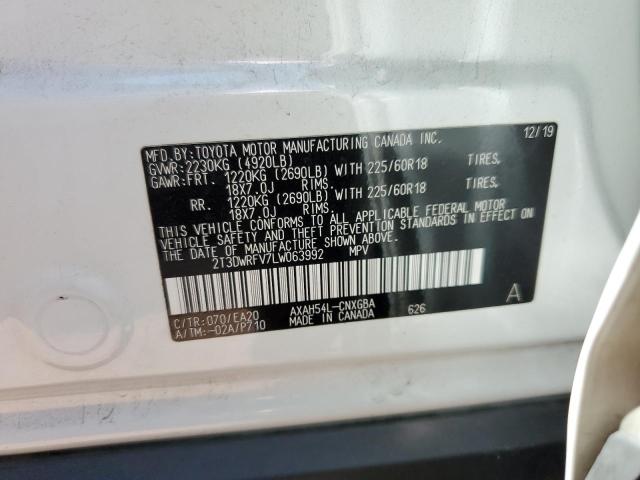 MFD.BY:TOYOTA MOTOR MANUFACTURING CANADA INC. 12/19
GVWR:2230KG (4920LB)
GAWR:FRT. 1220KG (2690LB) WITH 225/60R18 TIRES,
18X7.0J RIMS.
RR. 1220KG (2690LB) WITH 225/60R18 TIRES,
18X7.0J RIMS.
THIS VEHICLE CONFORMS TO ALL APPLICABLE FEDERAL MOTOR
VEHICLE SAFETY AND THEFT PREVENTION STANDARDS IN EFFECT ON
THE DATE OF MANUFACTURE SHOWN ABOVE.
2T3DWRFV7LW063992 MPV
C/TR:070/EA20 AXAH54L-CNXGBA A
A/TM:-02A/P710 MADE IN CANADA 626